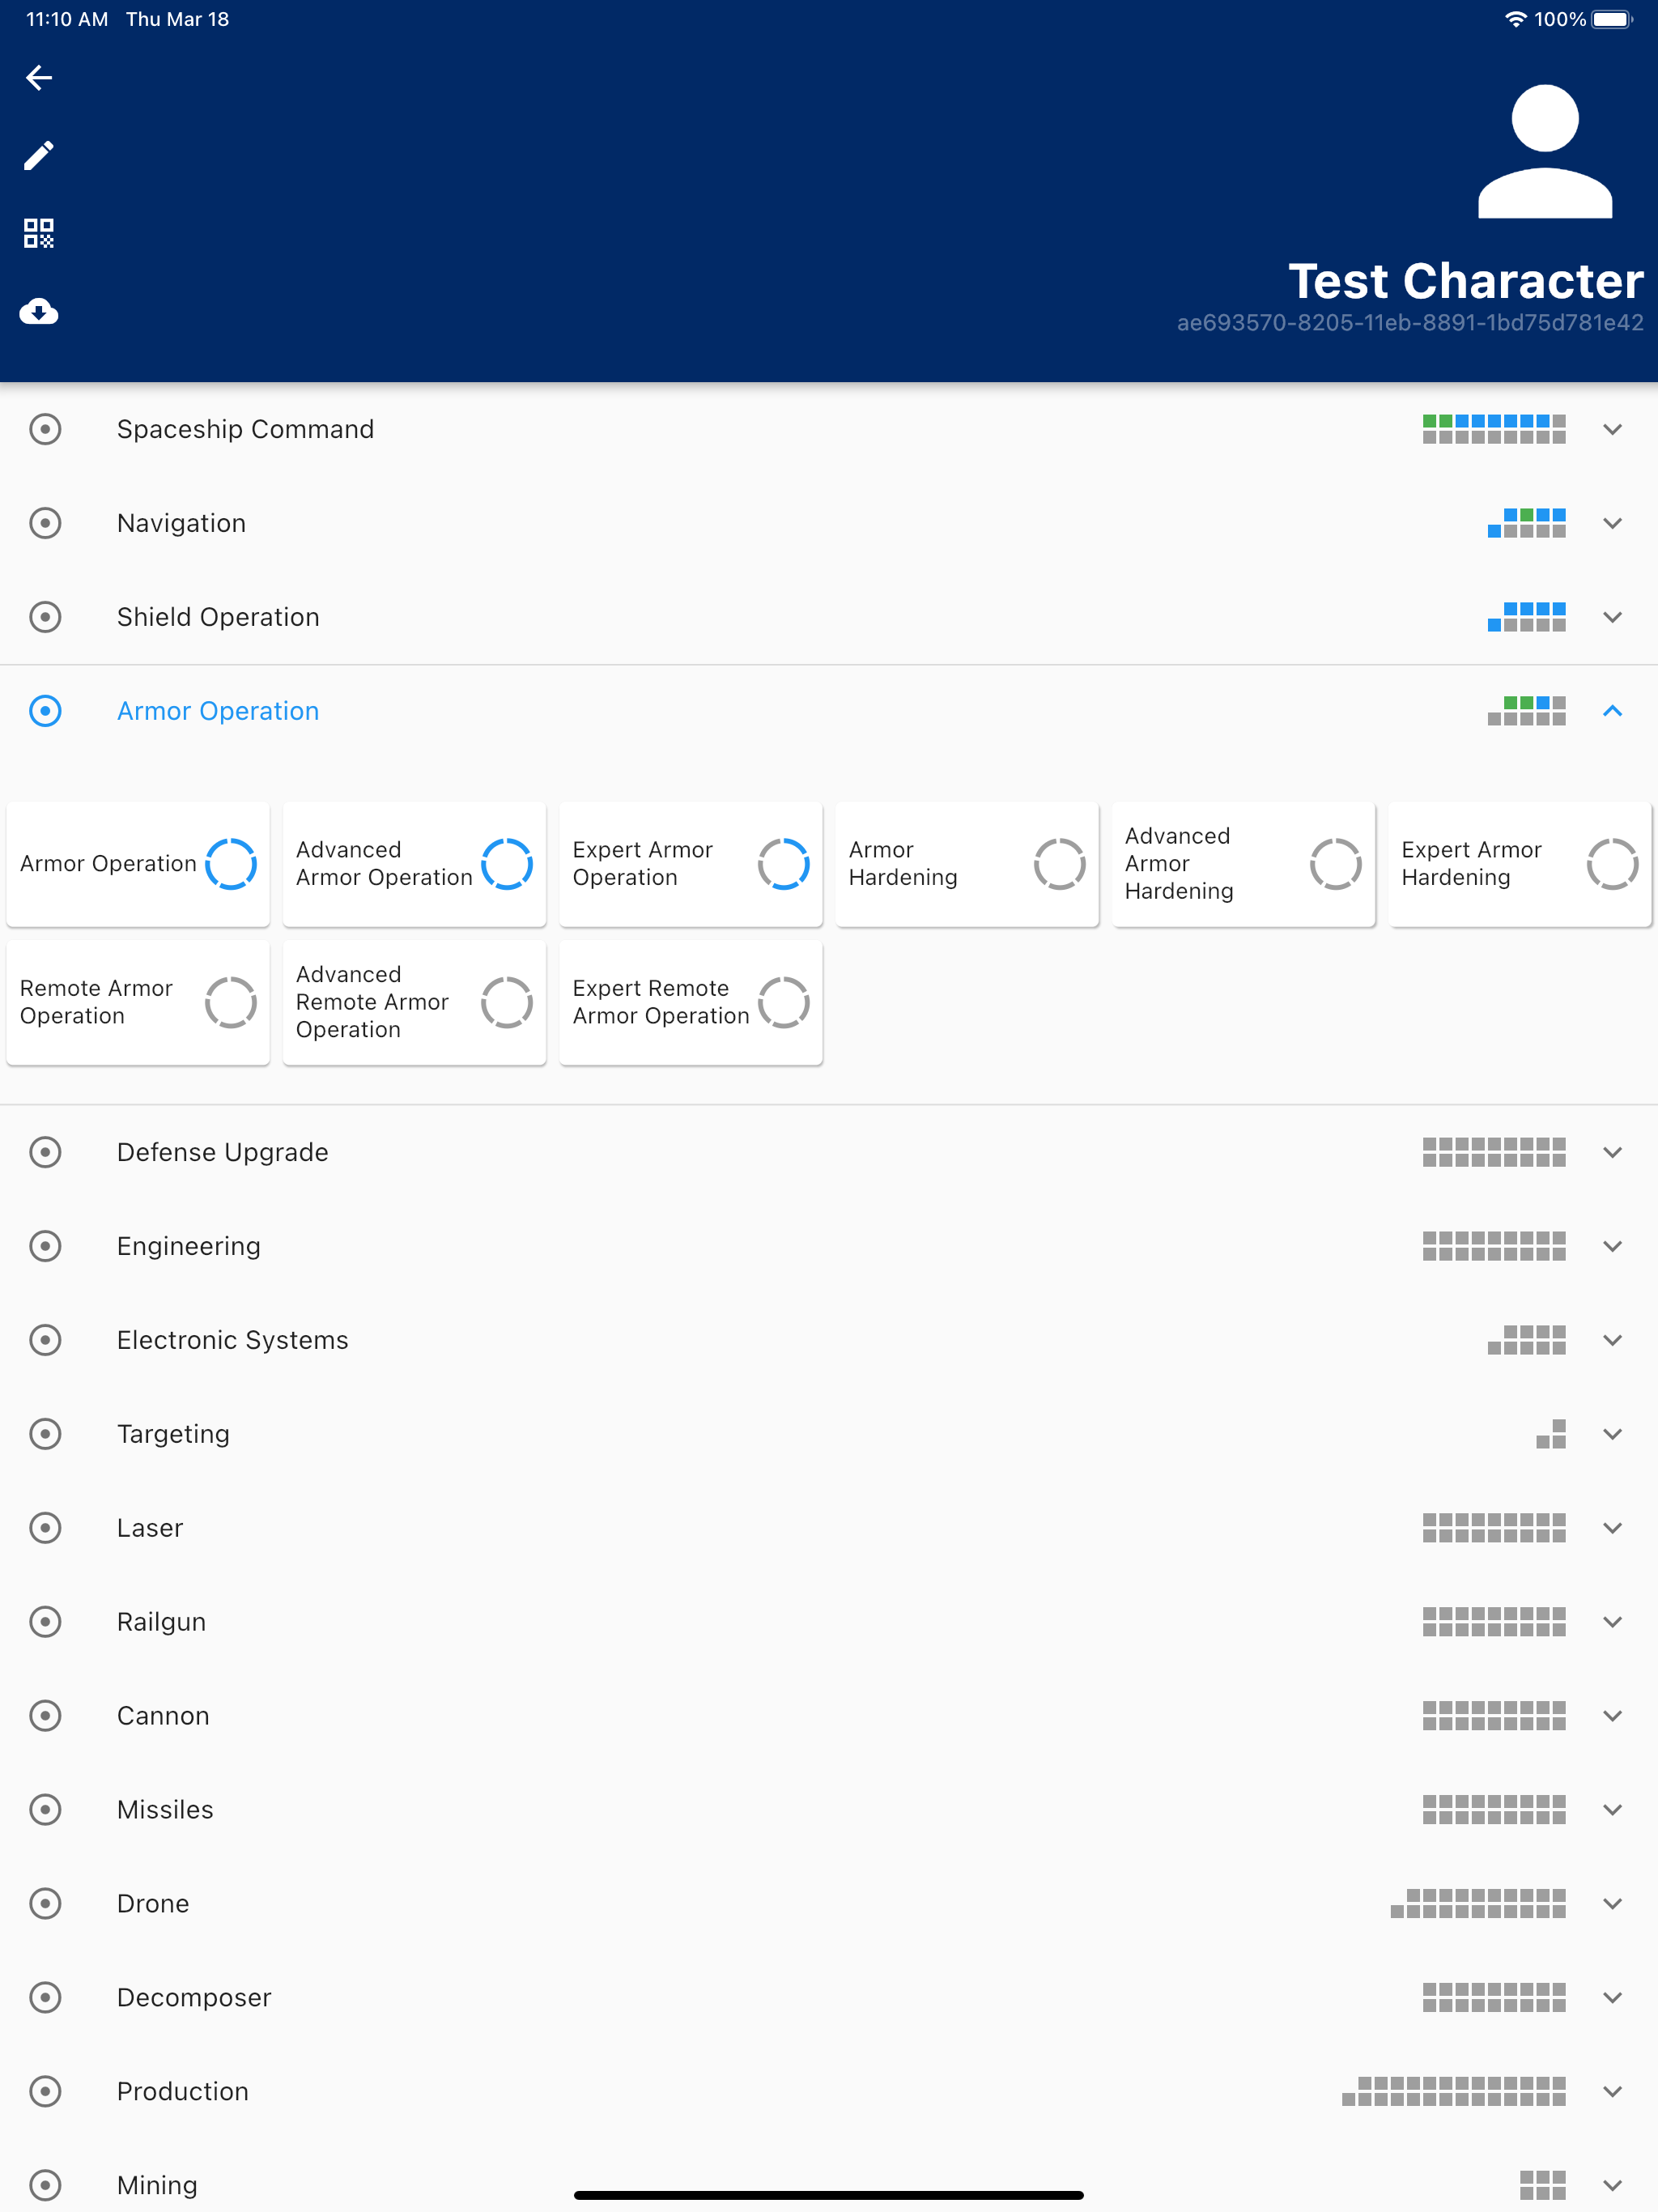 11:10 AM Thu Mar 18
100%
Test Character
ae693570-8205-11eb-8891-1bd75d781e42
Spaceship Command
Navigation
Shield Operation
Armor Operation
Armor Operation
Advanced
Armor Operation
Expert Armor
Operation
Armor
Hardening
Advanced
Armor
Hardening
Expert Armor
Hardening
Remote Armor
Operation
Advanced
Remote Armor
Operation
Expert Remote
Armor Operation
Defense Upgrade
Engineering
Electronic Systems
Targeting
Laser
Railgun
Cannon
Missiles
Drone
Decomposer
Production
Mining